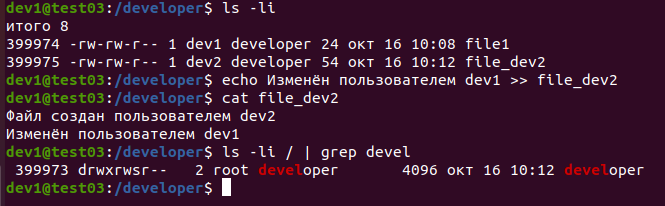 dev1@test03:/developer$ ls -li
итого 8
399974 -rw-rw-r-- 1 dev1 developer 24 окт 16 10:08 file1
399975 -rw-rw-r-- 1 dev2 developer 54 окт 16 10:12 file_dev2
dev1@test03:/developer$ echo Изменён пользователем dev1 >> file_dev2
dev1@test03:/developer$ cat file_dev2
Файл создан пользователем dev2
Изменён пользователем dev1
dev1@test03:/developer$ ls -li / | grep devel
 399973 drwxrwsr--   2 root developer       4096 окт 16 10:12 developer
dev1@test03:/developer$